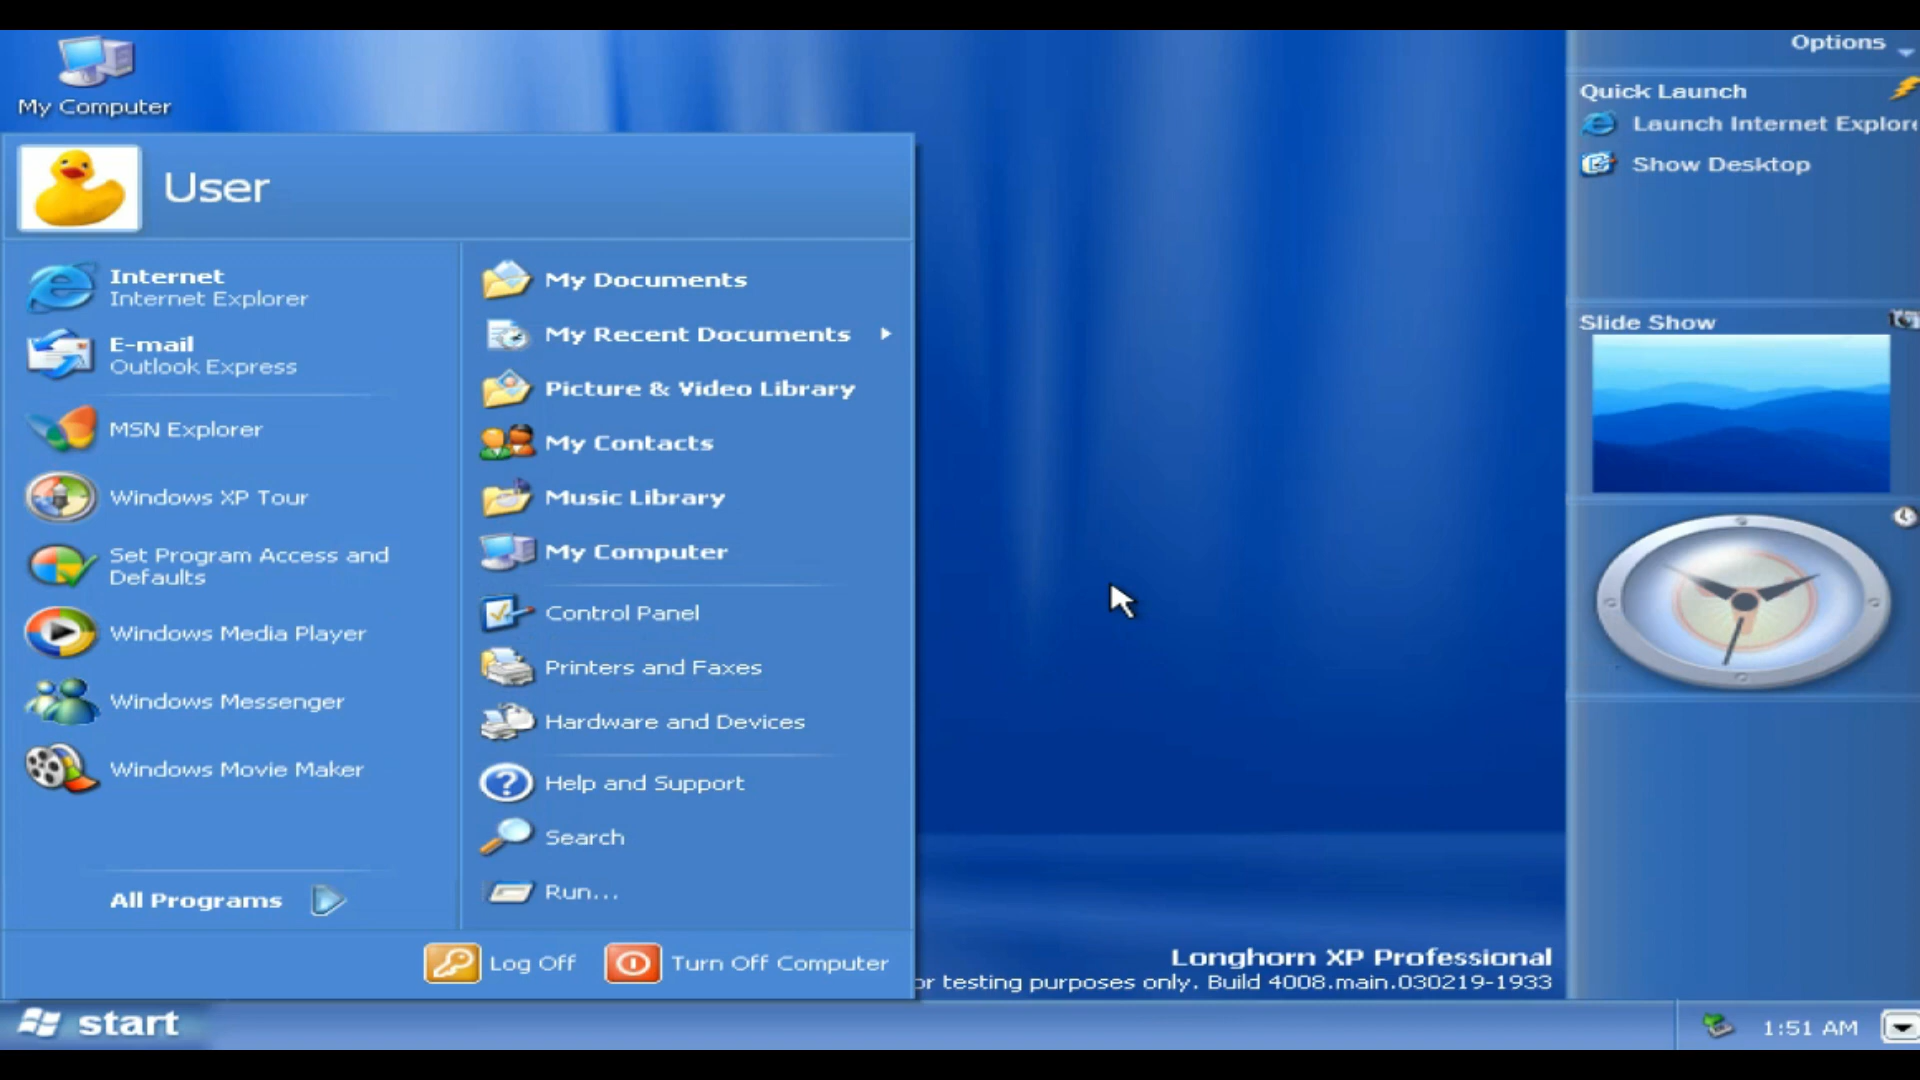 My Computer
User
Internet
Internet Explorer
E-mail
Outlook Express
MSN Explorer
Windows XP Tour
Set Program Access and
Defaults
Windows Media Player
Windows Messenger
Windows Movie Maker
All Programs
My Documents
My Recent Documents
Picture & Video Library
My Contacts
Music Library
My Computer
Control Panel
Printers and Faxes
Hardware and Devices
Help and Support
Search
Run...
Log Off
Turn Off Computer
Options
Quick Launch
Launch Internet Explore
Show Desktop
Slide Show
Longhorn XP Professional
or testing purposes only. Build 4008.main.030219-1933
start
1:51 AM